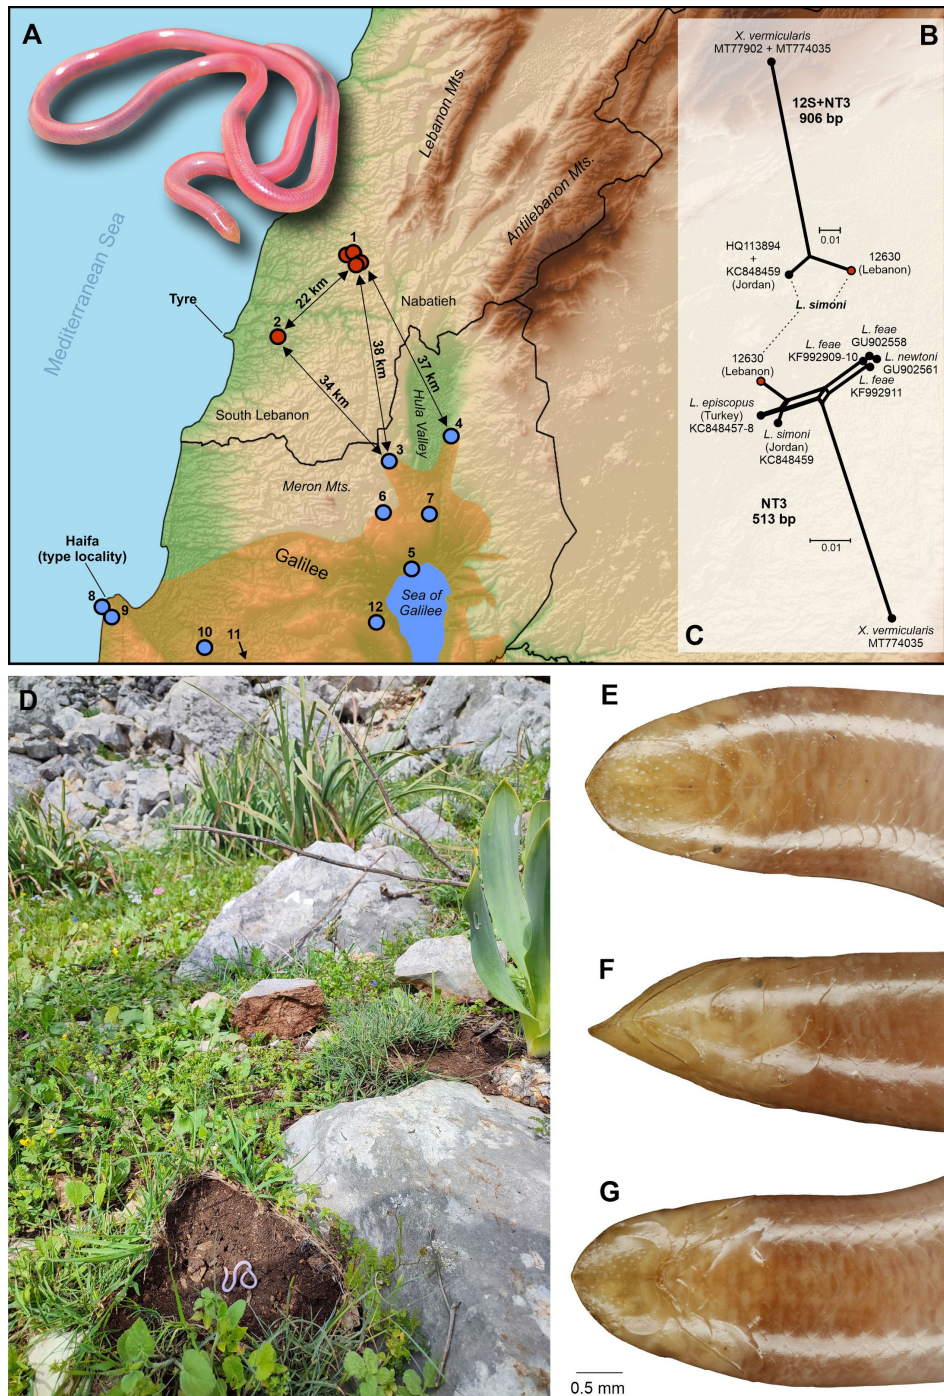 A
Mediterranean Sea
Lebanon Mts.
Antilebanon Mts.
1
22 km
Nabatieh
Tyre
2
38 km
37 km
34 km
Hula Valley
South Lebanon
3
4
Meron Mts.
6
7
Haifa
(type locality)
Galilee
5
Sea of
Galilee
8
9
12
10
11
B
X. vermicularis
MT77902 + MT774035
12S+NT3
906 bp
0.01
HQ113894
+
KC848459
(Jordan)
12630
(Lebanon)
L. simoni
12630
(Lebanon)
L. feae
GU902558
L. feae
KF992909-10
L. newtoni
GU902561
L. feae
KF992911
L. episcopus
(Turkey)
KC848457-8
L. simoni
(Jordan)
KC848459
NT3
513 bp
0.01
C
X. vermicularis
MT774035
D
E
F
G
0.5 mm